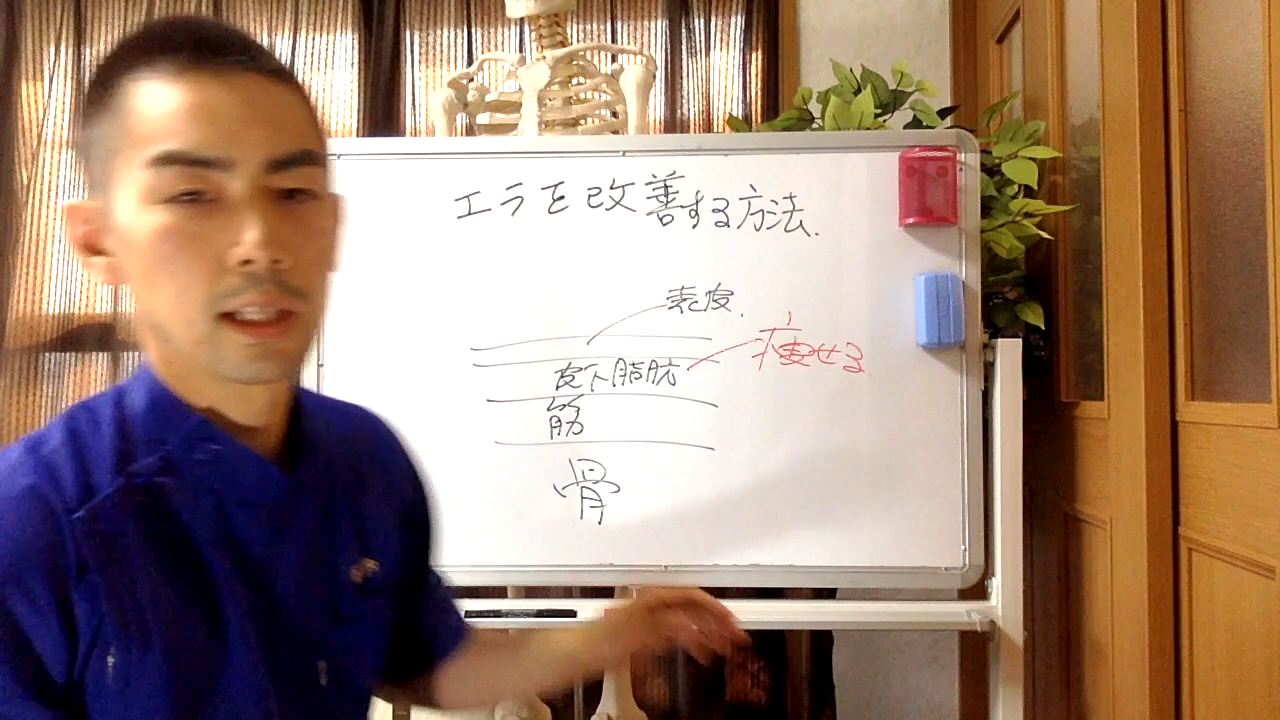 エラを改善する方法.
表皮.
皮下脂肪
痩せる
筋
骨